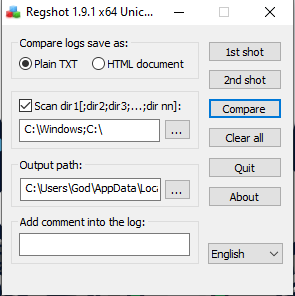 Regshot 1.9.1 x64 Unic...
Compare logs save as:
Plain TXT
HTML document
Scan dir1[;dir2;dir3;...;dir nn]:
C:\Windows;C:\
...
Output path:
C:\Users\God\AppData\Loca
...
Add comment into the log:
1st shot
2nd shot
Compare
Clear all
Quit
About
English